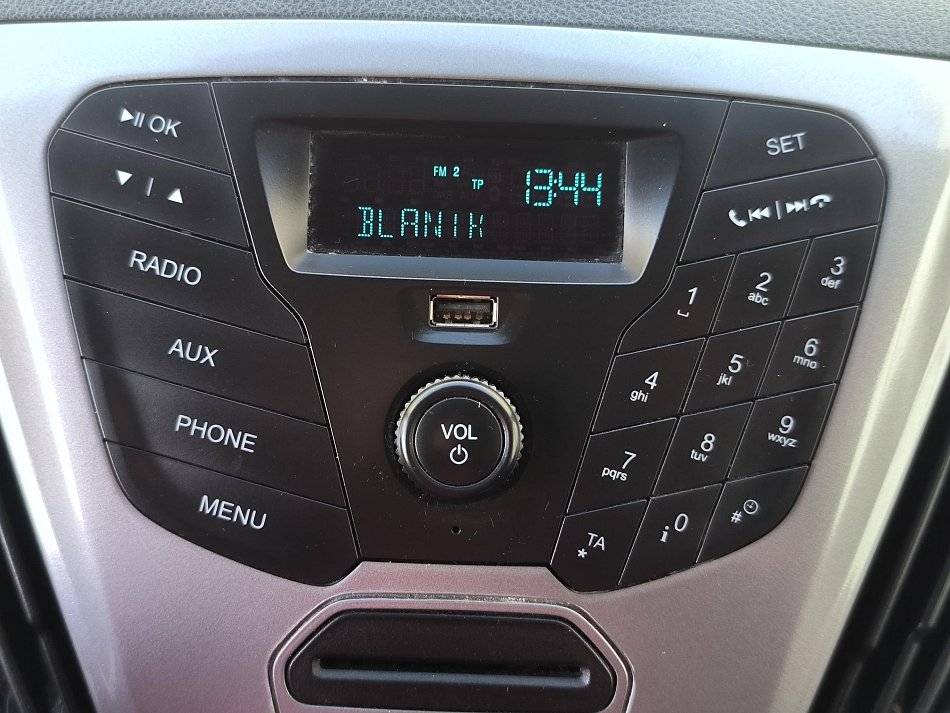 ▶II OK
▼ | ▲
RADIO
AUX
PHONE
MENU
FM 2
TP
13:44
BLANIK
VOL
SET
1
2 abc
3 def
4 ghi
5 jkl
6 mno
7 pqrs
8 tuv
9 wxyz
* TA
i 0
#